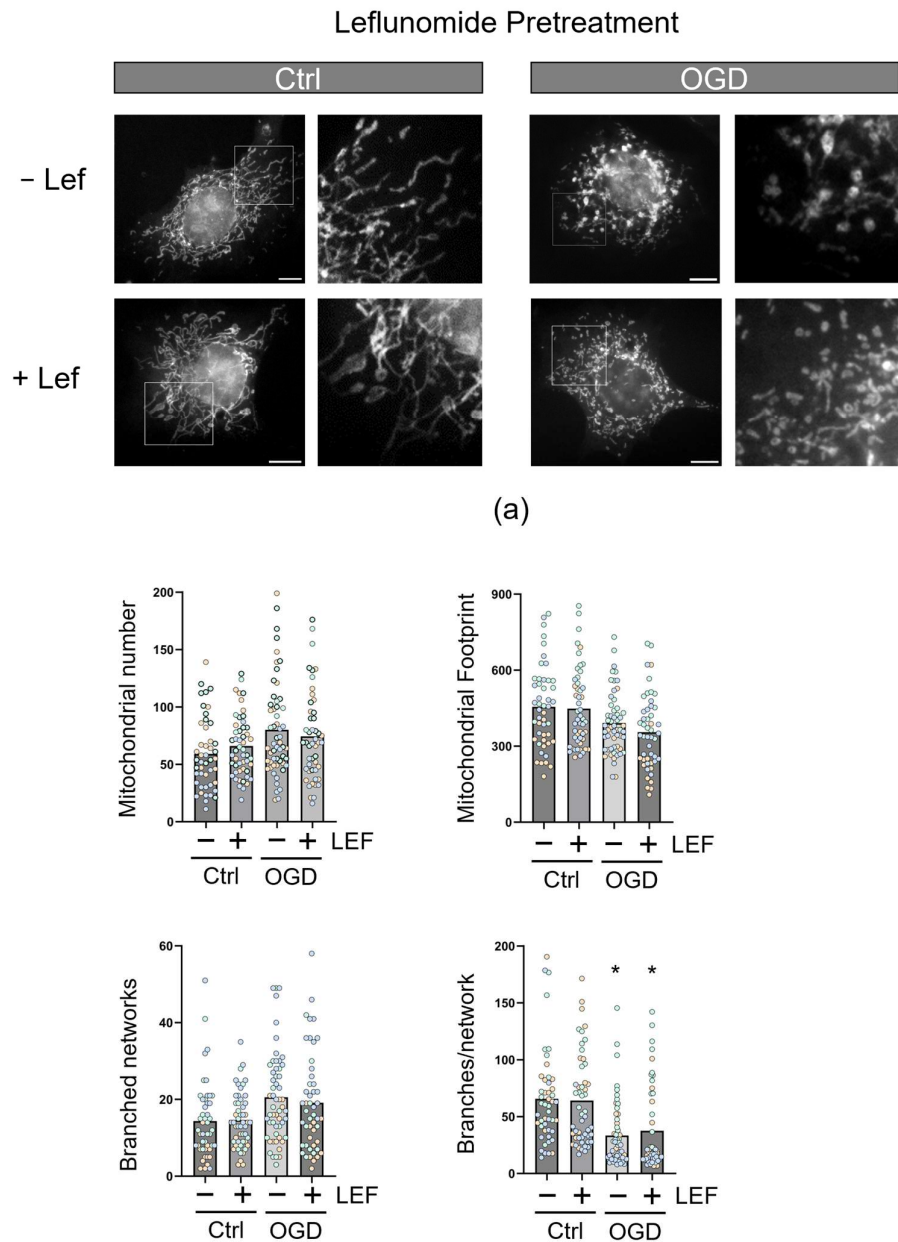 Leflunomide Pretreatment
Ctrl OGD
− Lef
+ Lef
(a)
Mitochondrial number
200
150
100
50
0
− + − + LEF
Ctrl OGD
Mitochondrial Footprint
900
600
300
0
− + − + LEF
Ctrl OGD
Branched networks
60
40
20
0
− + − + LEF
Ctrl OGD
Branches/network
200
150
100
50
0
* *
− + − + LEF
Ctrl OGD